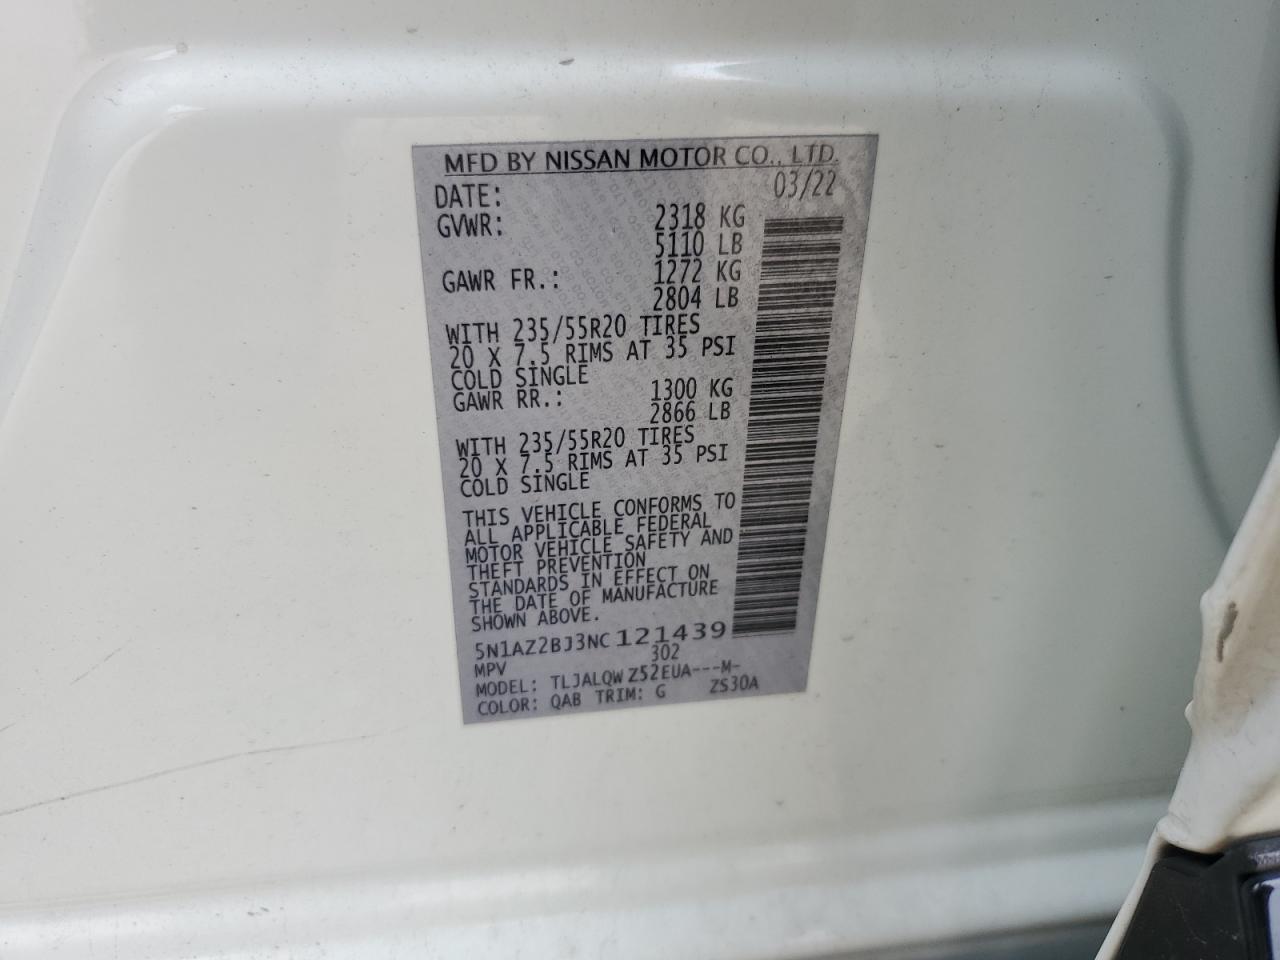 MFD BY NISSAN MOTOR CO., LTD.
DATE: 03/22
GVWR: 2318 KG
5110 LB
GAWR FR.: 1272 KG
2804 LB
WITH 235/55R20 TIRES
20 X 7.5 RIMS AT 35 PSI
COLD SINGLE
GAWR RR.: 1300 KG
2866 LB
WITH 235/55R20 TIRES
20 X 7.5 RIMS AT 35 PSI
COLD SINGLE
THIS VEHICLE CONFORMS TO
ALL APPLICABLE FEDERAL
MOTOR VEHICLE SAFETY AND
THEFT PREVENTION
STANDARDS IN EFFECT ON
THE DATE OF MANUFACTURE
SHOWN ABOVE.
5N1AZ2BJ3NC 121439
MPV 302
MODEL: TLJALQW Z52EUA---M-
COLOR: QAB TRIM: G ZS30A